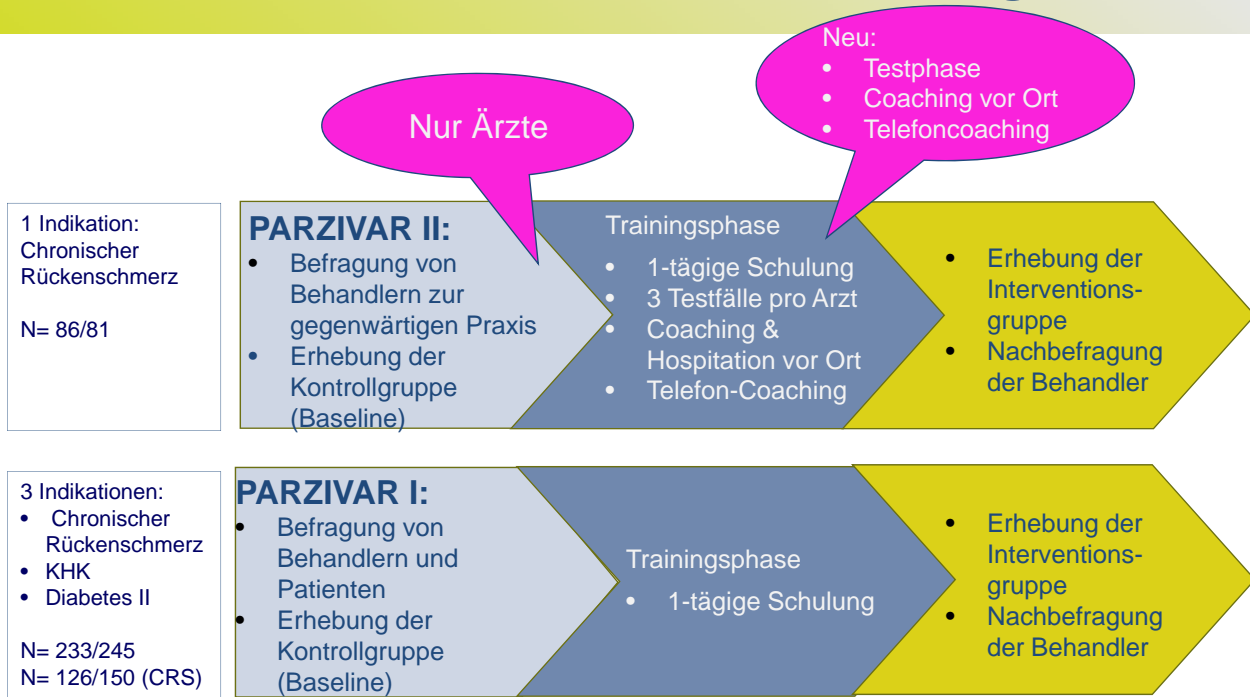 Neu:
• Testphase
• Coaching vor Ort
• Telefoncoaching
Nur Ärzte
1 Indikation:
Chronischer
Rückenschmerz
N= 86/81
PARZIVAR II:
• Befragung von
Behandlern zur
gegenwärtigen Praxis
• Erhebung der
Kontrollgruppe
(Baseline)
Trainingsphase
• 1-tägige Schulung
• 3 Testfälle pro Arzt
• Coaching &
Hospitation vor Ort
• Telefon-Coaching
• Erhebung der
Interventions-
gruppe
• Nachbefragung
der Behandler
3 Indikationen:
• Chronischer
Rückenschmerz
• KHK
• Diabetes II
N= 233/245
N= 126/150 (CRS)
PARZIVAR I:
• Befragung von
Behandlern und
Patienten
• Erhebung der
Kontrollgruppe
(Baseline)
Trainingsphase
• 1-tägige Schulung
• Erhebung der
Interventions-
gruppe
• Nachbefragung
der Behandler